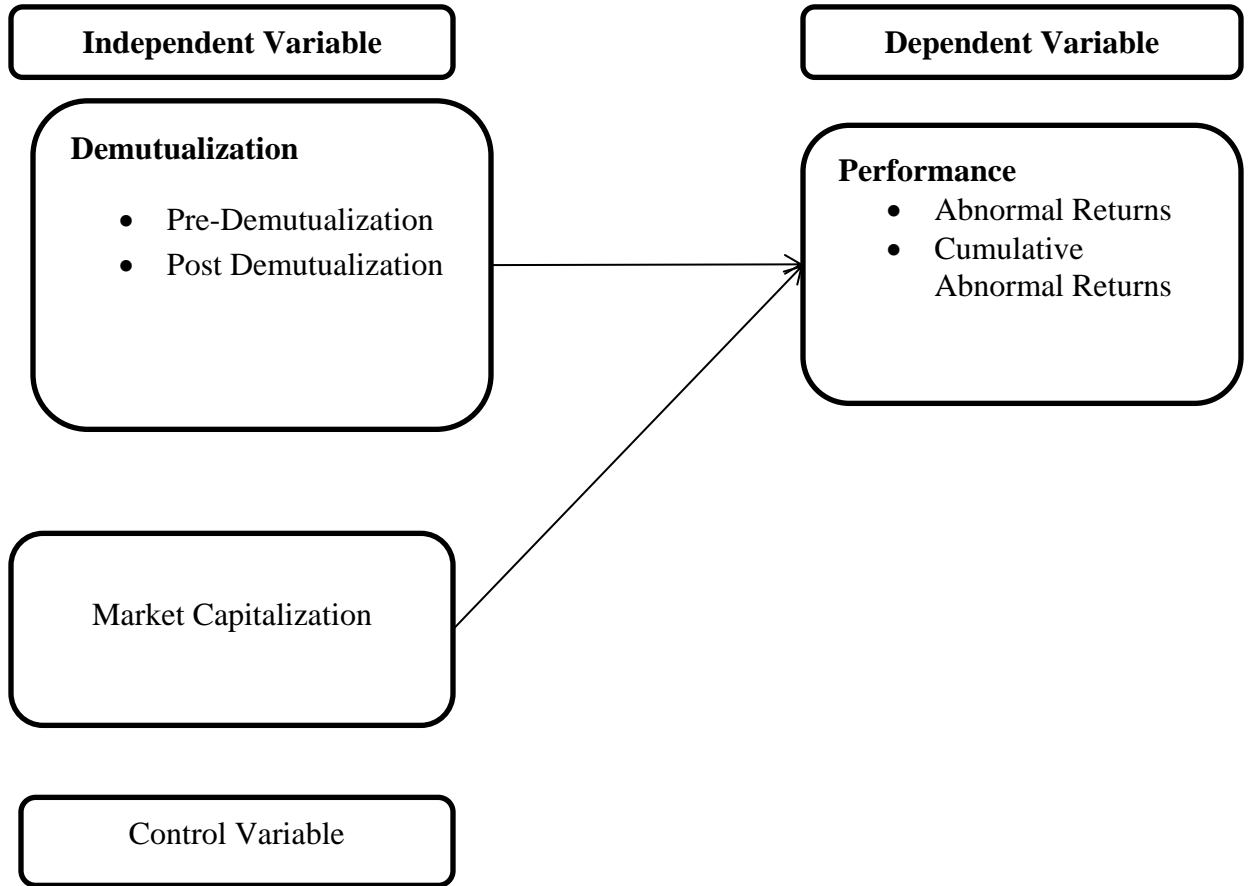 Independent Variable
Dependent Variable
Demutualization
• Pre-Demutualization
• Post Demutualization
Performance
• Abnormal Returns
• Cumulative
Abnormal Returns
Market Capitalization
Control Variable